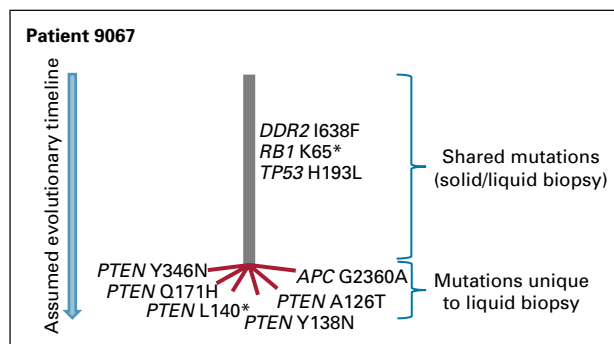 Patient 9067
Assumed evolutionary timeline
DDR2 I638F
RB1 K65*
TP53 H193L
Shared mutations
(solid/liquid biopsy)
PTEN Y346N
APC G2360A
PTEN Q171H
PTEN A126T
PTEN L140*
PTEN Y138N
Mutations unique
to liquid biopsy